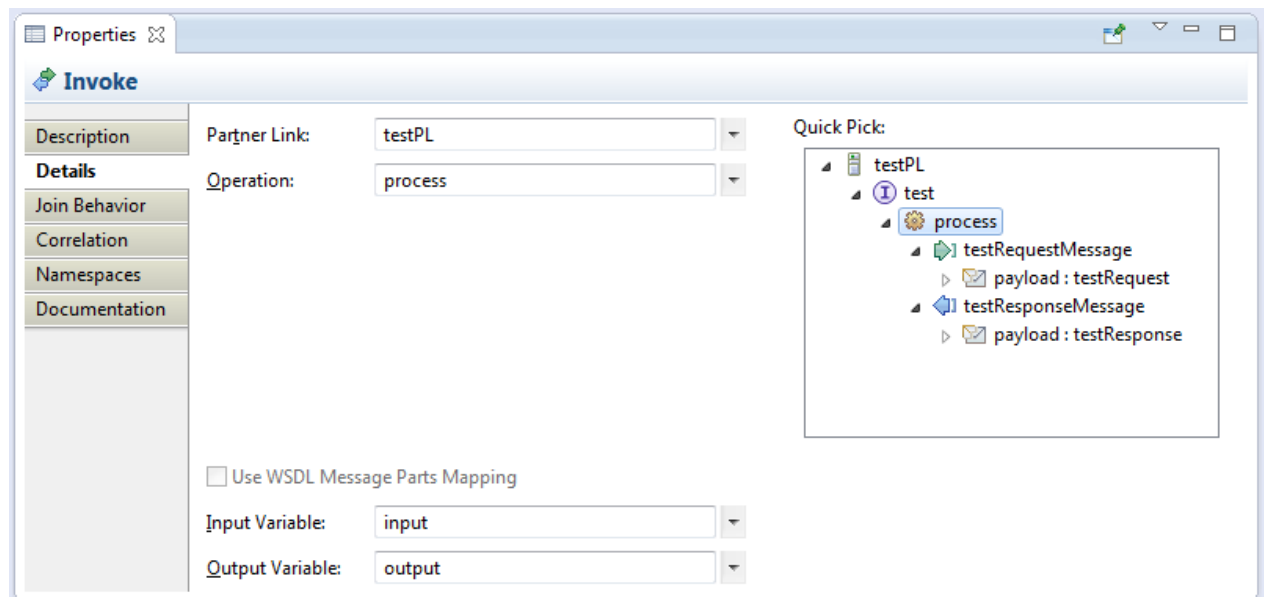 Properties
Invoke
Description
Details
Join Behavior
Correlation
Namespaces
Documentation
Partner Link: testPL
Operation: process
Quick Pick:
testPL
I test
process
testRequestMessage
payload : testRequest
testResponseMessage
payload : testResponse
Use WSDL Message Parts Mapping
Input Variable: input
Output Variable: output